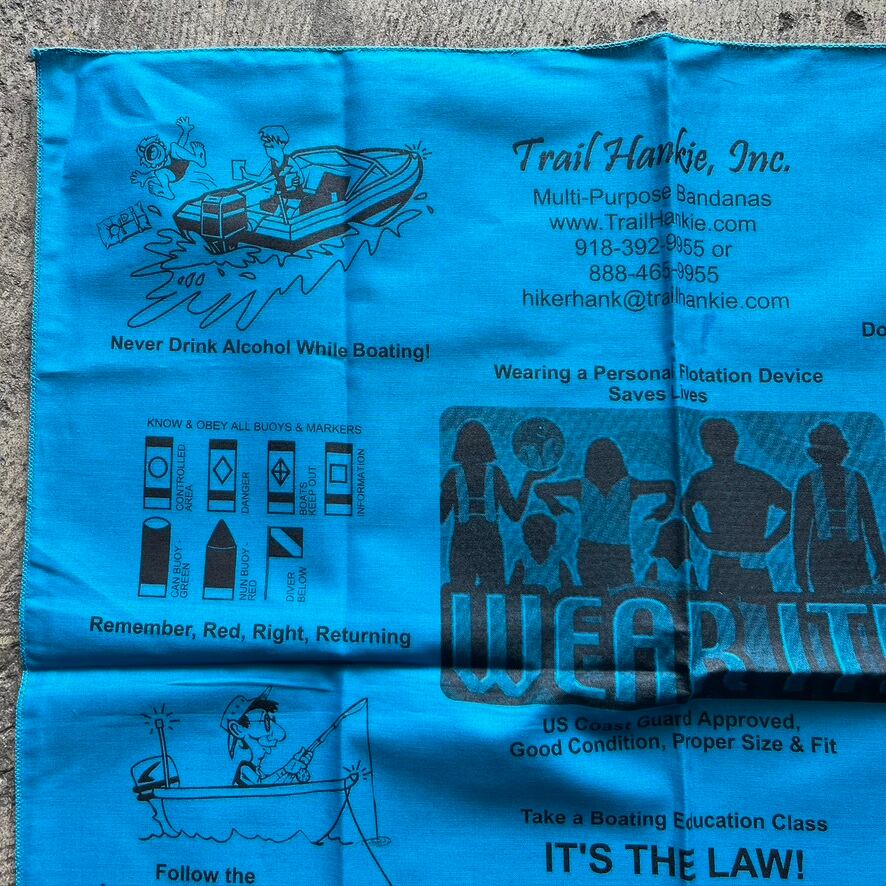 Trail Hankie, Inc.
Multi-Purpose Bandanas
www.TrailHankie.com
918-392-9955 or
888-465-9955
hikerhank@trailhankie.com
Never Drink Alcohol While Boating!
Do
Wearing a Personal Flotation Device
Saves Lives
KNOW & OBEY ALL BUOYS & MARKERS
CONTROLLED
AREA
DANGER
BOATS
KEEP OUT
INFORMATION
CAN BUOY -
GREEN
NUN BUOY -
RED
DIVER
BELOW
Remember, Red, Right, Returning
WEAR IT!
US Coast Guard Approved,
Good Condition, Proper Size & Fit
Take a Boating Education Class
IT'S THE LAW!
Follow the